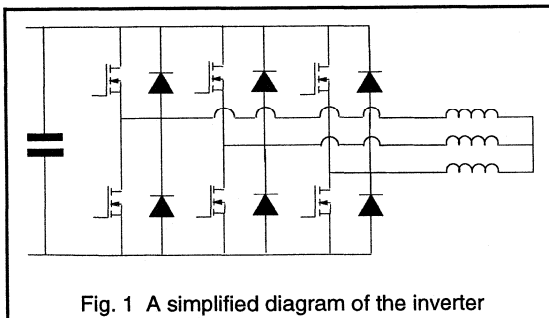 Fig. 1 A simplified diagram of the inverter